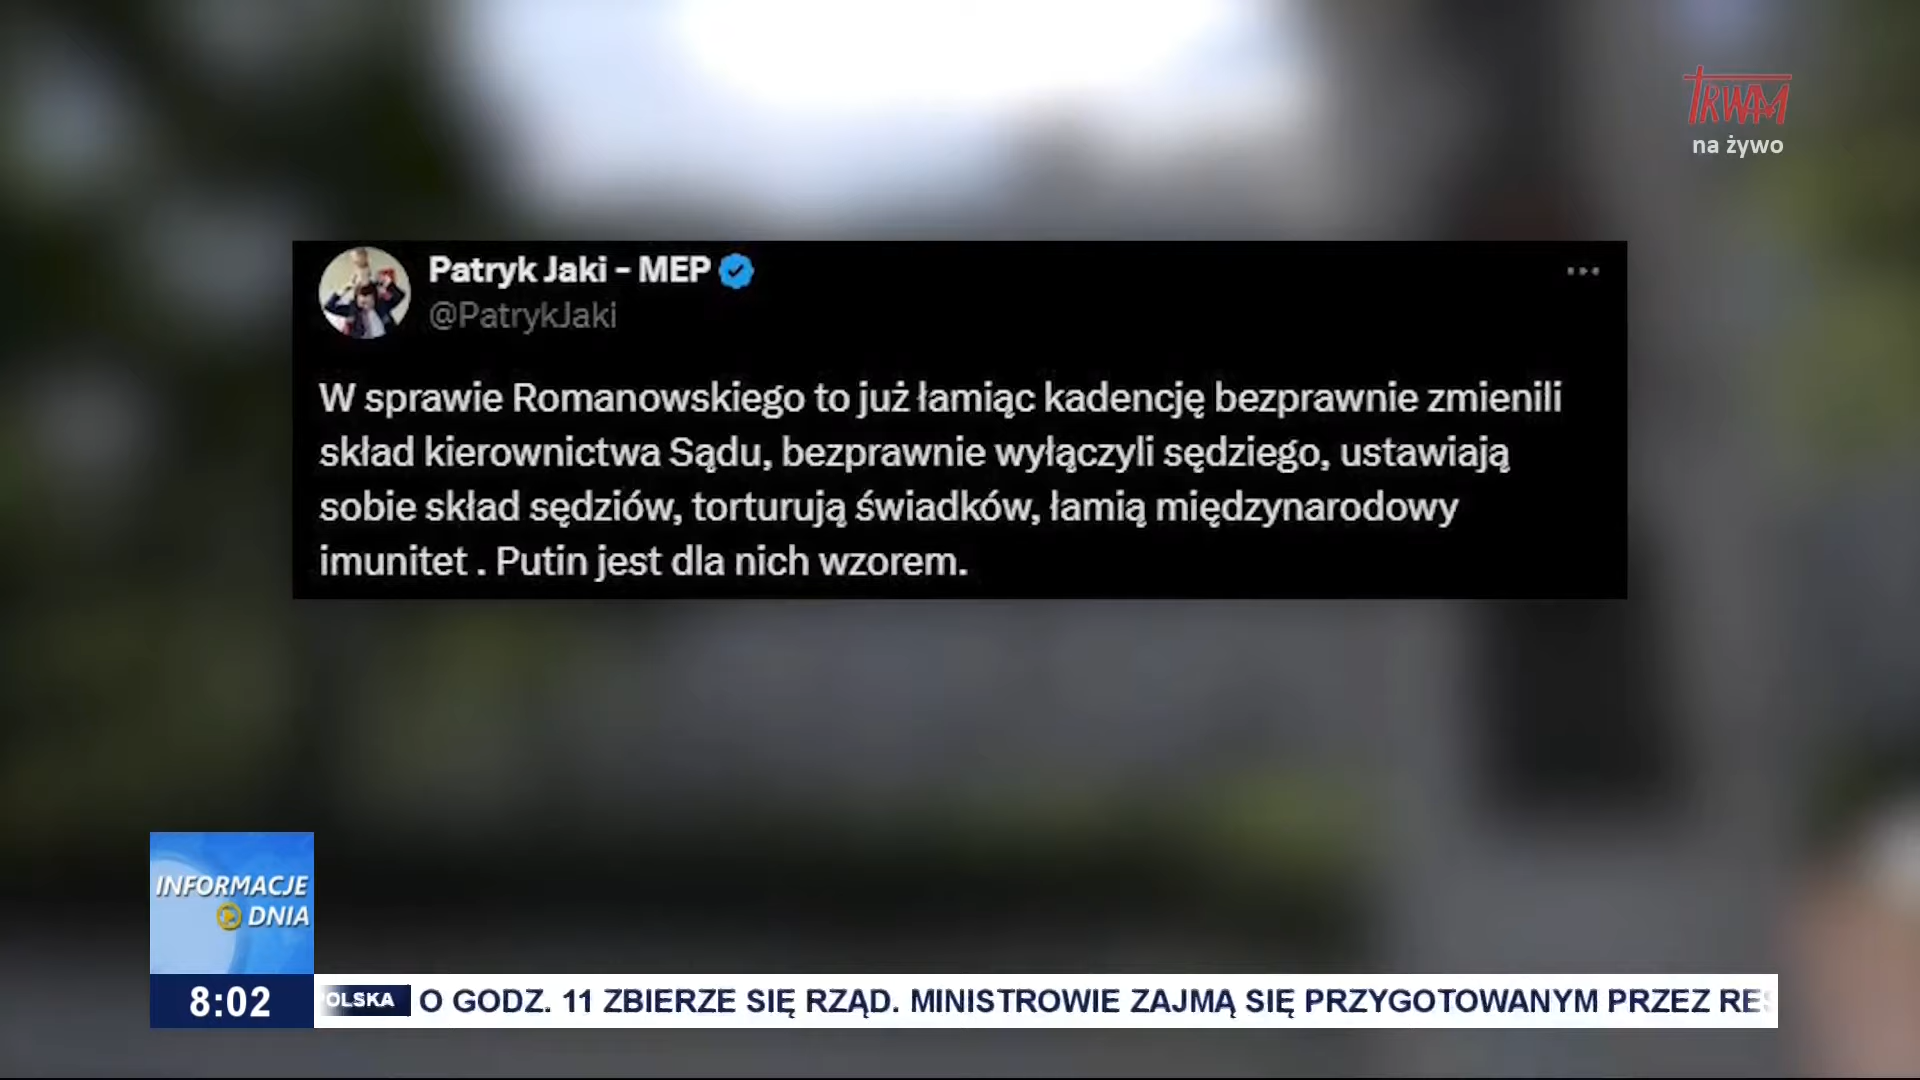 TRWAM
na żywo
Patryk Jaki - MEP
@PatrykJaki
W sprawie Romanowskiego to już łamiąc kadencję bezprawnie zmienili
skład kierownictwa Sądu, bezprawnie wyłączyli sędziego, ustawiają
sobie skład sędziów, torturują świadków, łamią międzynarodowy
imunitet . Putin jest dla nich wzorem.
INFORMACJE
DNIA
8:02
OLSKA O GODZ. 11 ZBIERZE SIĘ RZĄD. MINISTROWIE ZAJMĄ SIĘ PRZYGOTOWANYM PRZEZ RES